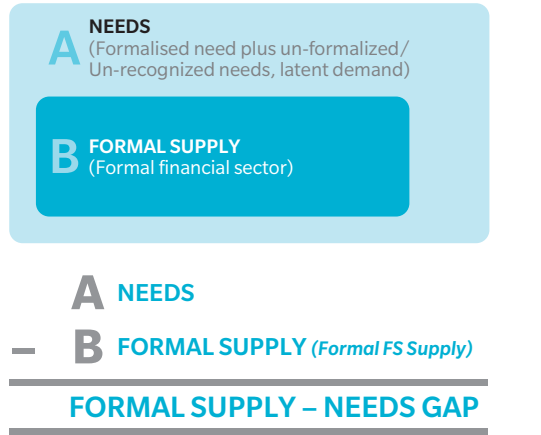 A NEEDS
(Formalised need plus un-formalized/
Un-recognized needs, latent demand)
B FORMAL SUPPLY
(Formal financial sector)
A NEEDS
– B FORMAL SUPPLY (Formal FS Supply)
FORMAL SUPPLY – NEEDS GAP